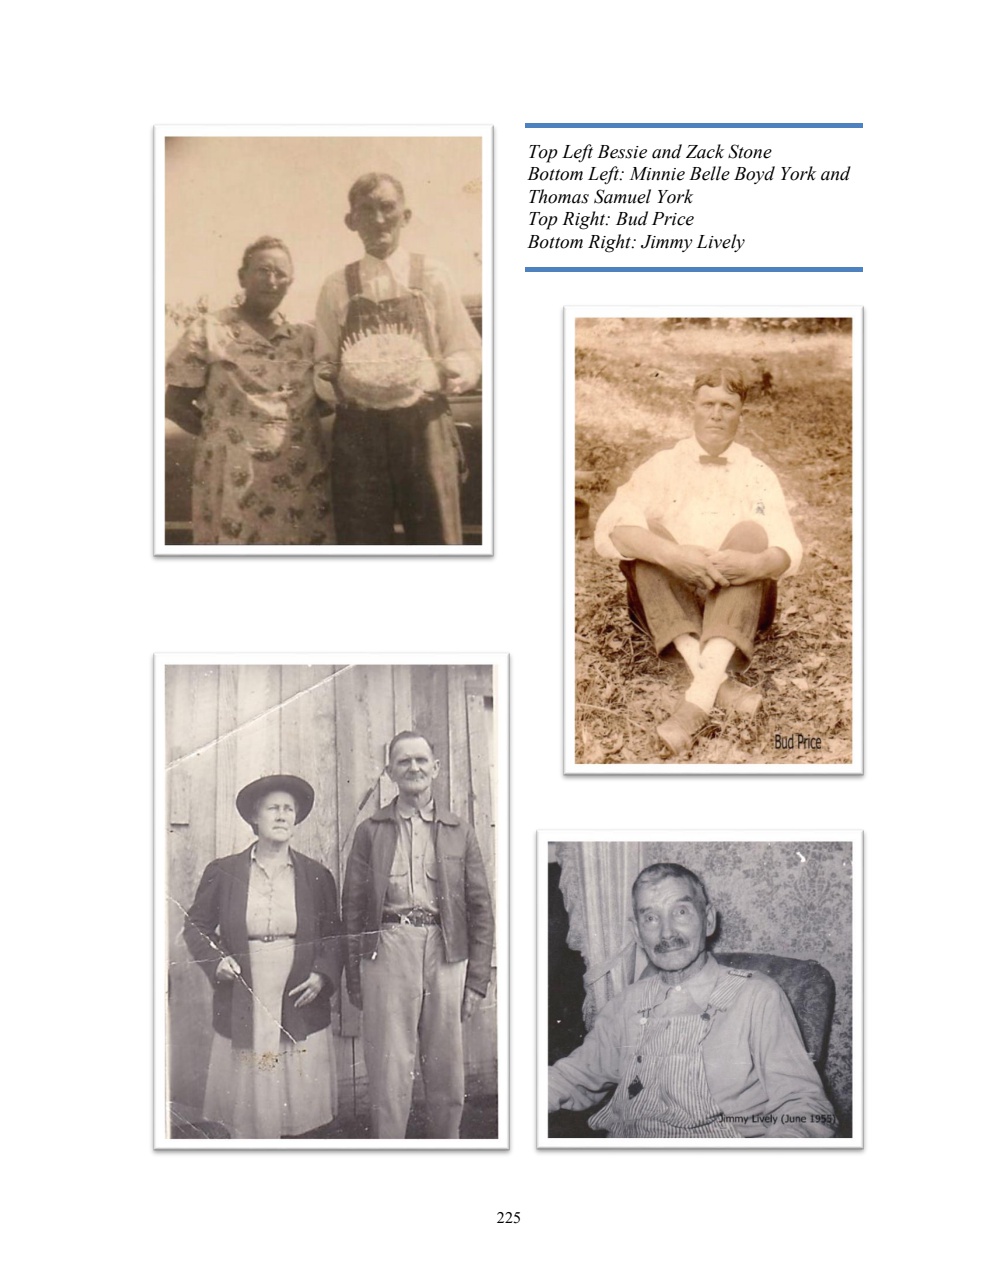 Top Left Bessie and Zack Stone
Bottom Left: Minnie Belle Boyd York and
Thomas Samuel York
Top Right: Bud Price
Bottom Right: Jimmy Lively
Bud Price
Jimmy Lively (June 1955)
225